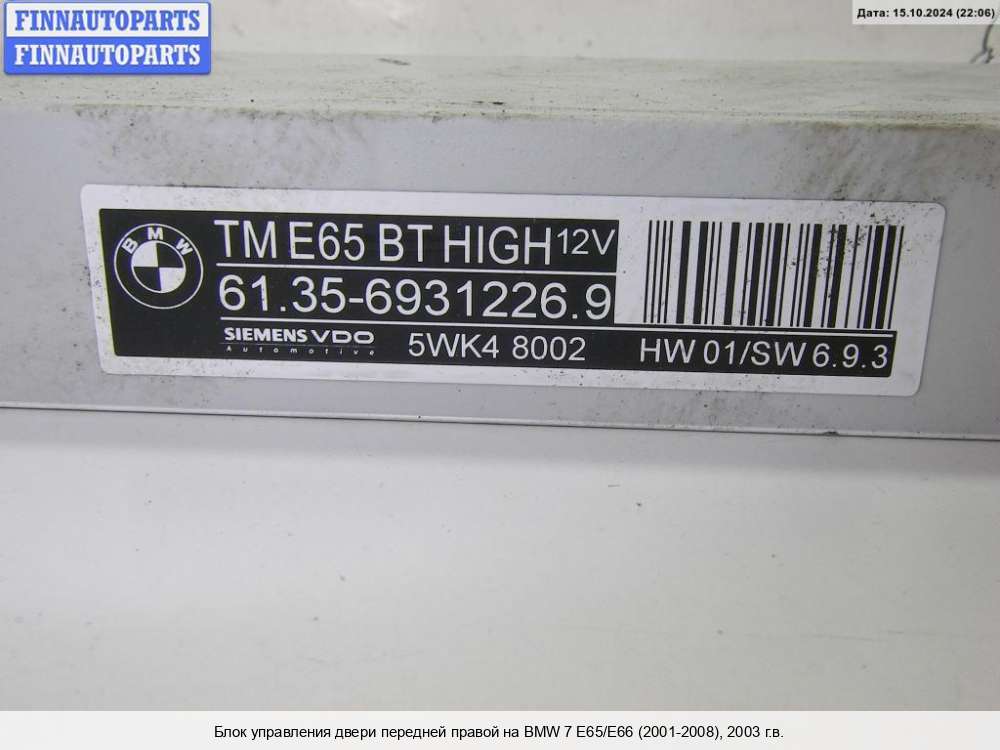 FINNAUTOPARTS
FINNAUTOPARTS
Дата: 15.10.2024 (22:06)
BMW
TM E65 BT HIGH 12V
61.35-6931226.9
SIEMENS VDO
Automotive
5WK4 8002
HW 01/SW 6.9.3
Блок управления двери передней правой на BMW 7 E65/E66 (2001-2008), 2003 г.в.